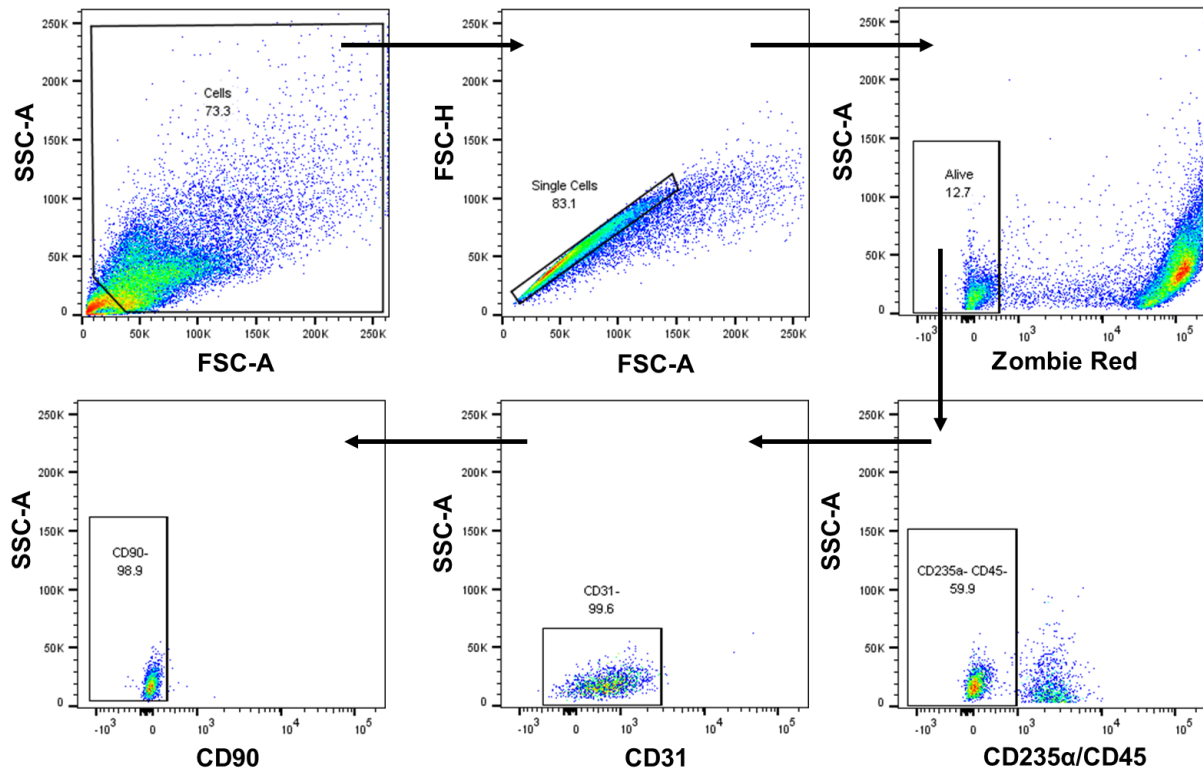 SSC-A
250K
200K
150K
100K
50K
0
Cells
73.3
0
50K
100K
150K
200K
250K
FSC-A
FSC-H
250K
200K
150K
100K
50K
0
Single Cells
83.1
0
50K
100K
150K
200K
250K
FSC-A
SSC-A
250K
200K
150K
100K
50K
0
Alive
12.7
-10³
0
10³
10⁴
10⁵
Zombie Red
SSC-A
250K
200K
150K
100K
50K
0
CD90-
98.9
-10³
0
10³
10⁴
10⁵
CD90
SSC-A
250K
200K
150K
100K
50K
0
CD31-
99.6
-10³
0
10³
10⁴
10⁵
CD31
SSC-A
250K
200K
150K
100K
50K
0
CD235a- CD45-
59.9
-10³
0
10³
10⁴
10⁵
CD235α/CD45